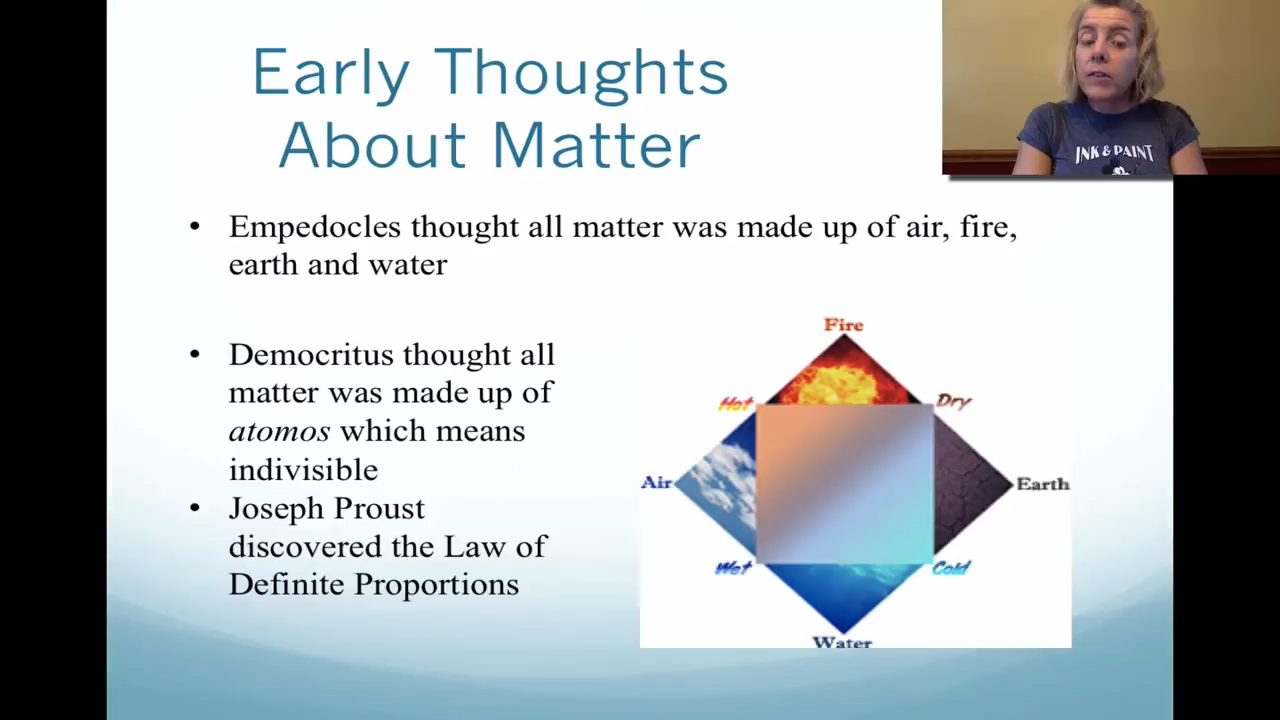 Early Thoughts
About Matter
INK & PAINT
• Empedocles thought all matter was made up of air, fire,
earth and water
• Democritus thought all
matter was made up of
atomos which means
indivisible
• Joseph Proust
discovered the Law of
Definite Proportions
Fire
Hot
Dry
Air
Earth
Wet
Cold
Water